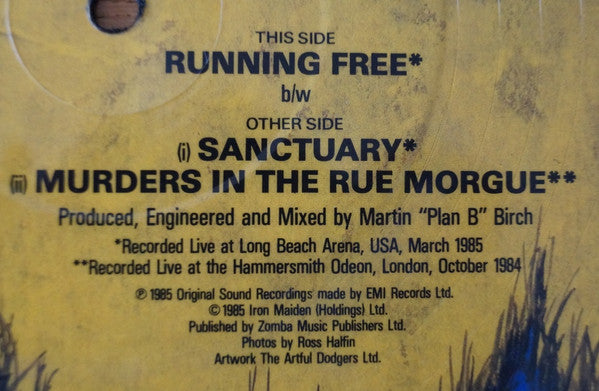 THIS SIDE
RUNNING FREE*
b/w
OTHER SIDE
(i) SANCTUARY*
(ii) MURDERS IN THE RUE MORGUE**
Produced, Engineered and Mixed by Martin "Plan B" Birch
*Recorded Live at Long Beach Arena, USA, March 1985
**Recorded Live at the Hammersmith Odeon, London, October 1984
℗ 1985 Original Sound Recordings made by EMI Records Ltd.
© 1985 Iron Maiden (Holdings) Ltd.
Published by Zomba Music Publishers Ltd.
Photos by Ross Halfin
Artwork The Artful Dodgers Ltd.